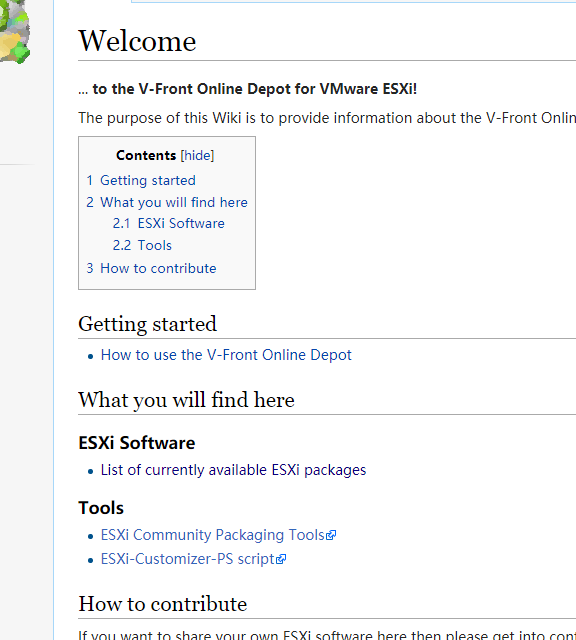 Welcome
... to the V-Front Online Depot for VMware ESXi!
The purpose of this Wiki is to provide information about the V-Front Onlin
Contents [hide]
1 Getting started
2 What you will find here
2.1 ESXi Software
2.2 Tools
3 How to contribute
Getting started
How to use the V-Front Online Depot
What you will find here
ESXi Software
List of currently available ESXi packages
Tools
ESXi Community Packaging Tools
ESXi-Customizer-PS script
How to contribute
If you want to share your own ESXi software here then please get into cont